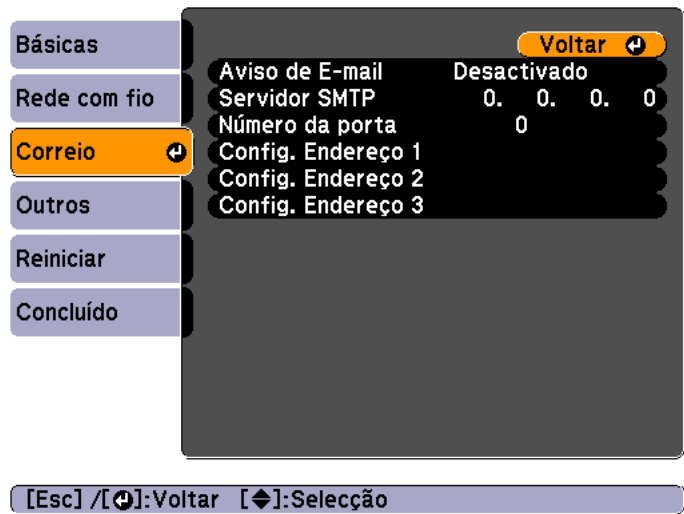 Básicas
Rede com fio
Correio
Outros
Reiniciar
Concluído
Voltar
Aviso de E-mail Desactivado
Servidor SMTP 0. 0. 0. 0
Número da porta 0
Config. Endereço 1
Config. Endereço 2
Config. Endereço 3
[Esc] /[⏎]:Voltar [◆]:Selecção